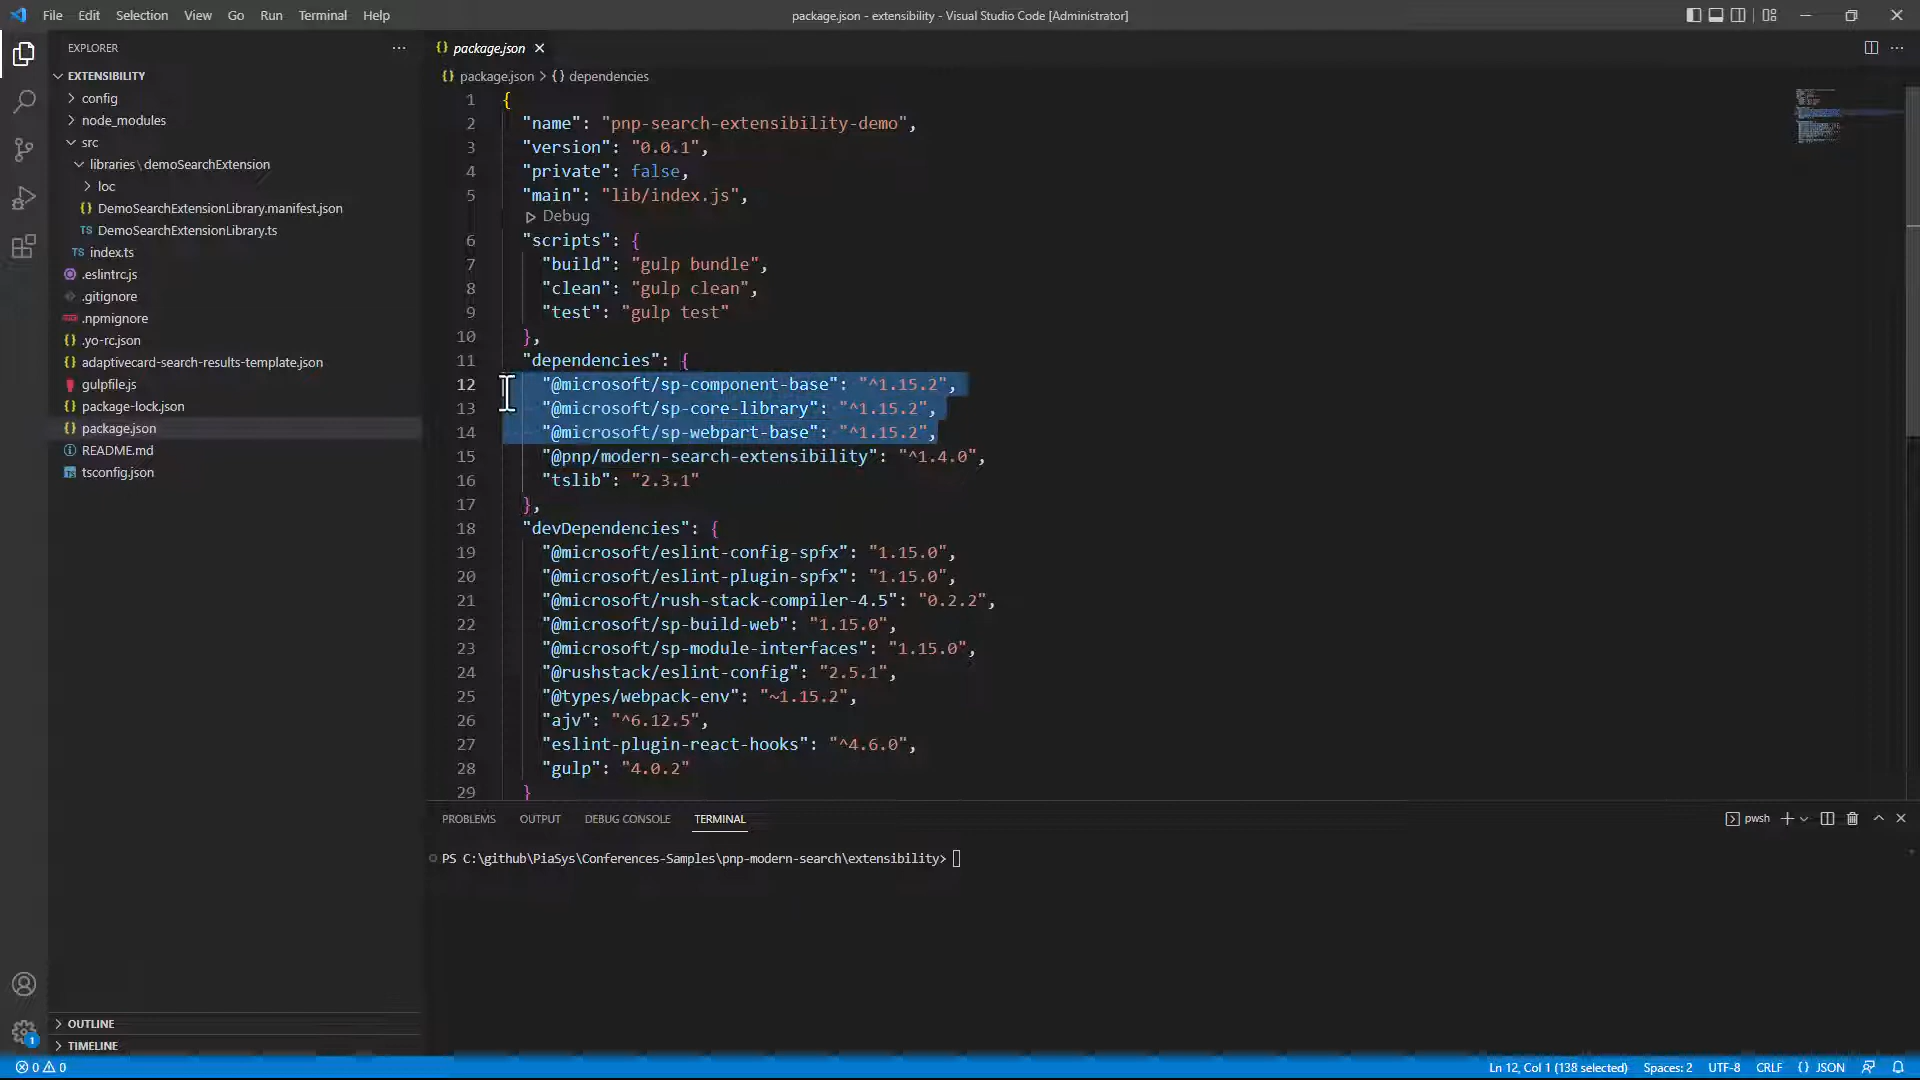 File Edit Selection View Go Run Terminal Help
package.json - extensibility - Visual Studio Code [Administrator]
EXPLORER
EXTENSIBILITY
config
node_modules
src
libraries \ demoSearchExtension
loc
{} DemoSearchExtensionLibrary.manifest.json
TS DemoSearchExtensionLibrary.ts
TS index.ts
.eslintrc.js
.gitignore
.npmignore
{} .yo-rc.json
{} adaptivecard-search-results-template.json
gulpfile.js
{} package-lock.json
{} package.json
README.md
tsconfig.json
OUTLINE
TIMELINE
{} package.json
{} package.json > {} dependencies
1 {
2 "name": "pnp-search-extensibility-demo",
3 "version": "0.0.1",
4 "private": false,
5 "main": "lib/index.js",
Debug
6 "scripts": {
7 "build": "gulp bundle",
8 "clean": "gulp clean",
9 "test": "gulp test"
10 },
11 "dependencies": {
12 "@microsoft/sp-component-base": "^1.15.2",
13 "@microsoft/sp-core-library": "^1.15.2",
14 "@microsoft/sp-webpart-base": "^1.15.2",
15 "@pnp/modern-search-extensibility": "^1.4.0",
16 "tslib": "2.3.1"
17 },
18 "devDependencies": {
19 "@microsoft/eslint-config-spfx": "1.15.0",
20 "@microsoft/eslint-plugin-spfx": "1.15.0",
21 "@microsoft/rush-stack-compiler-4.5": "0.2.2",
22 "@microsoft/sp-build-web": "1.15.0",
23 "@microsoft/sp-module-interfaces": "1.15.0",
24 "@rushstack/eslint-config": "2.5.1",
25 "@types/webpack-env": "~1.15.2",
26 "ajv": "^6.12.5",
27 "eslint-plugin-react-hooks": "^4.6.0",
28 "gulp": "4.0.2"
29 }
PROBLEMS OUTPUT DEBUG CONSOLE TERMINAL
pwsh
PS C:\github\PiaSys\Conferences-Samples\pnp-modern-search\extensibility>
1
0 0
Ln 12, Col 1 (138 selected) Spaces: 2 UTF-8 CRLF {} JSON